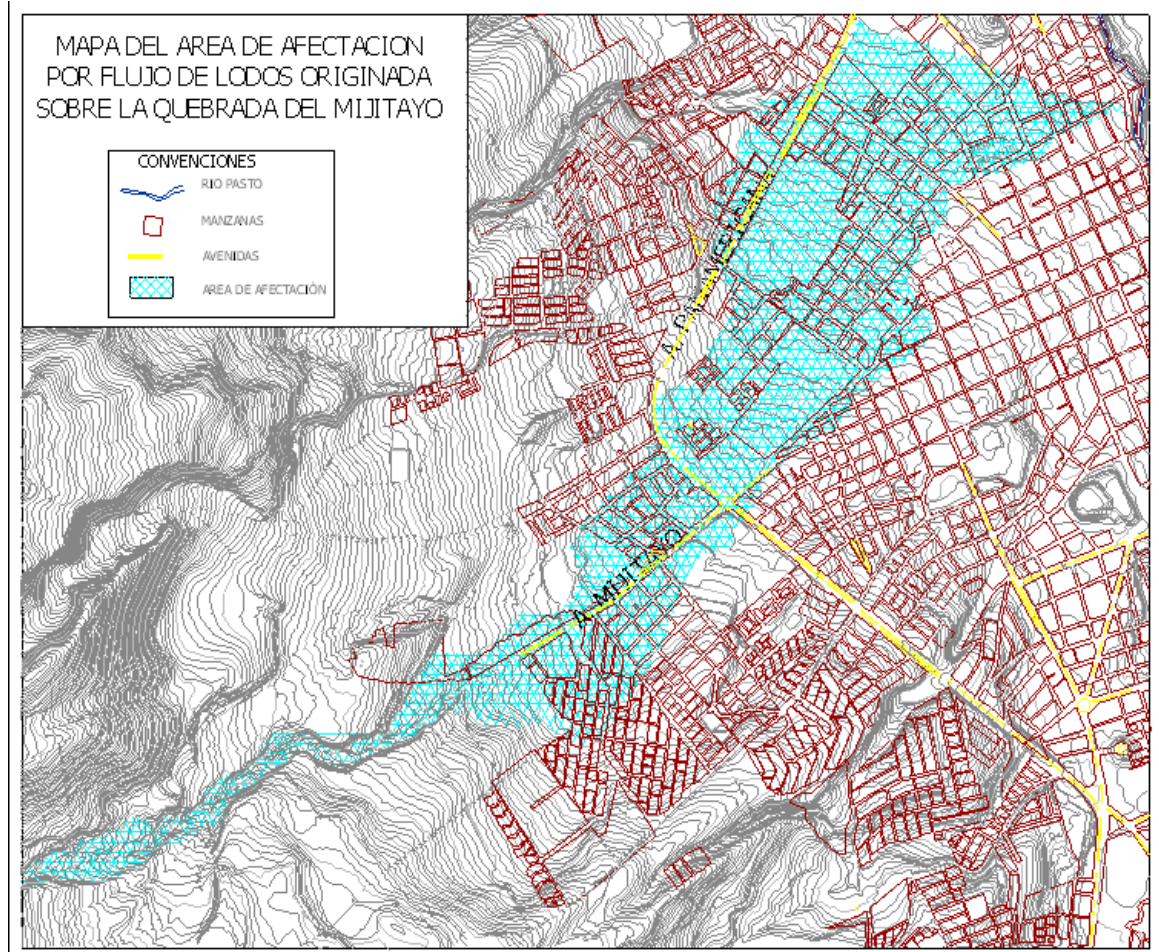 MAPA DEL AREA DE AFECTACION
POR FLUJO DE LODOS ORIGINADA
SOBRE LA QUEBRADA DEL MIJITAYO
CONVENCIONES
RIO PASTO
MANZANAS
AVENIDAS
AREA DE AFECTACIÓN
A. MIJITAYO